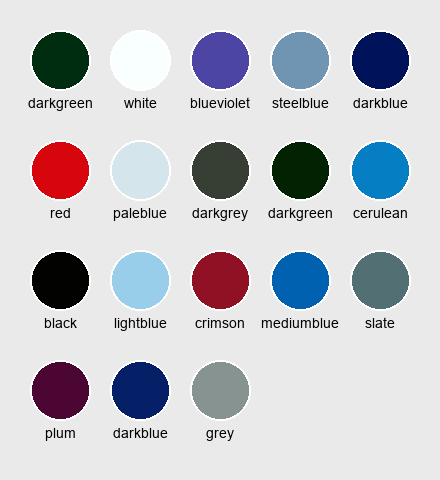 darkgreen white blueviolet steelblue darkblue
red paleblue darkgrey darkgreen cerulean
black lightblue crimson mediumblue slate
plum darkblue grey